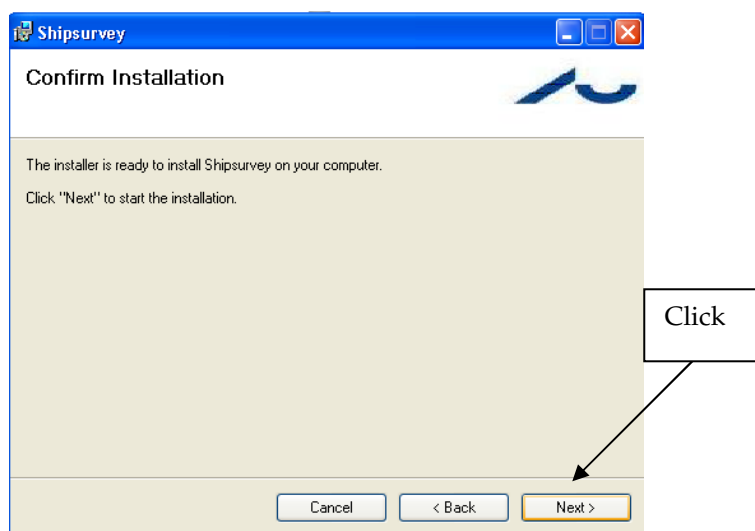 Shipsurvey
Confirm Installation
The installer is ready to install Shipsurvey on your computer.
Click "Next" to start the installation.
Click
Cancel
< Back
Next >